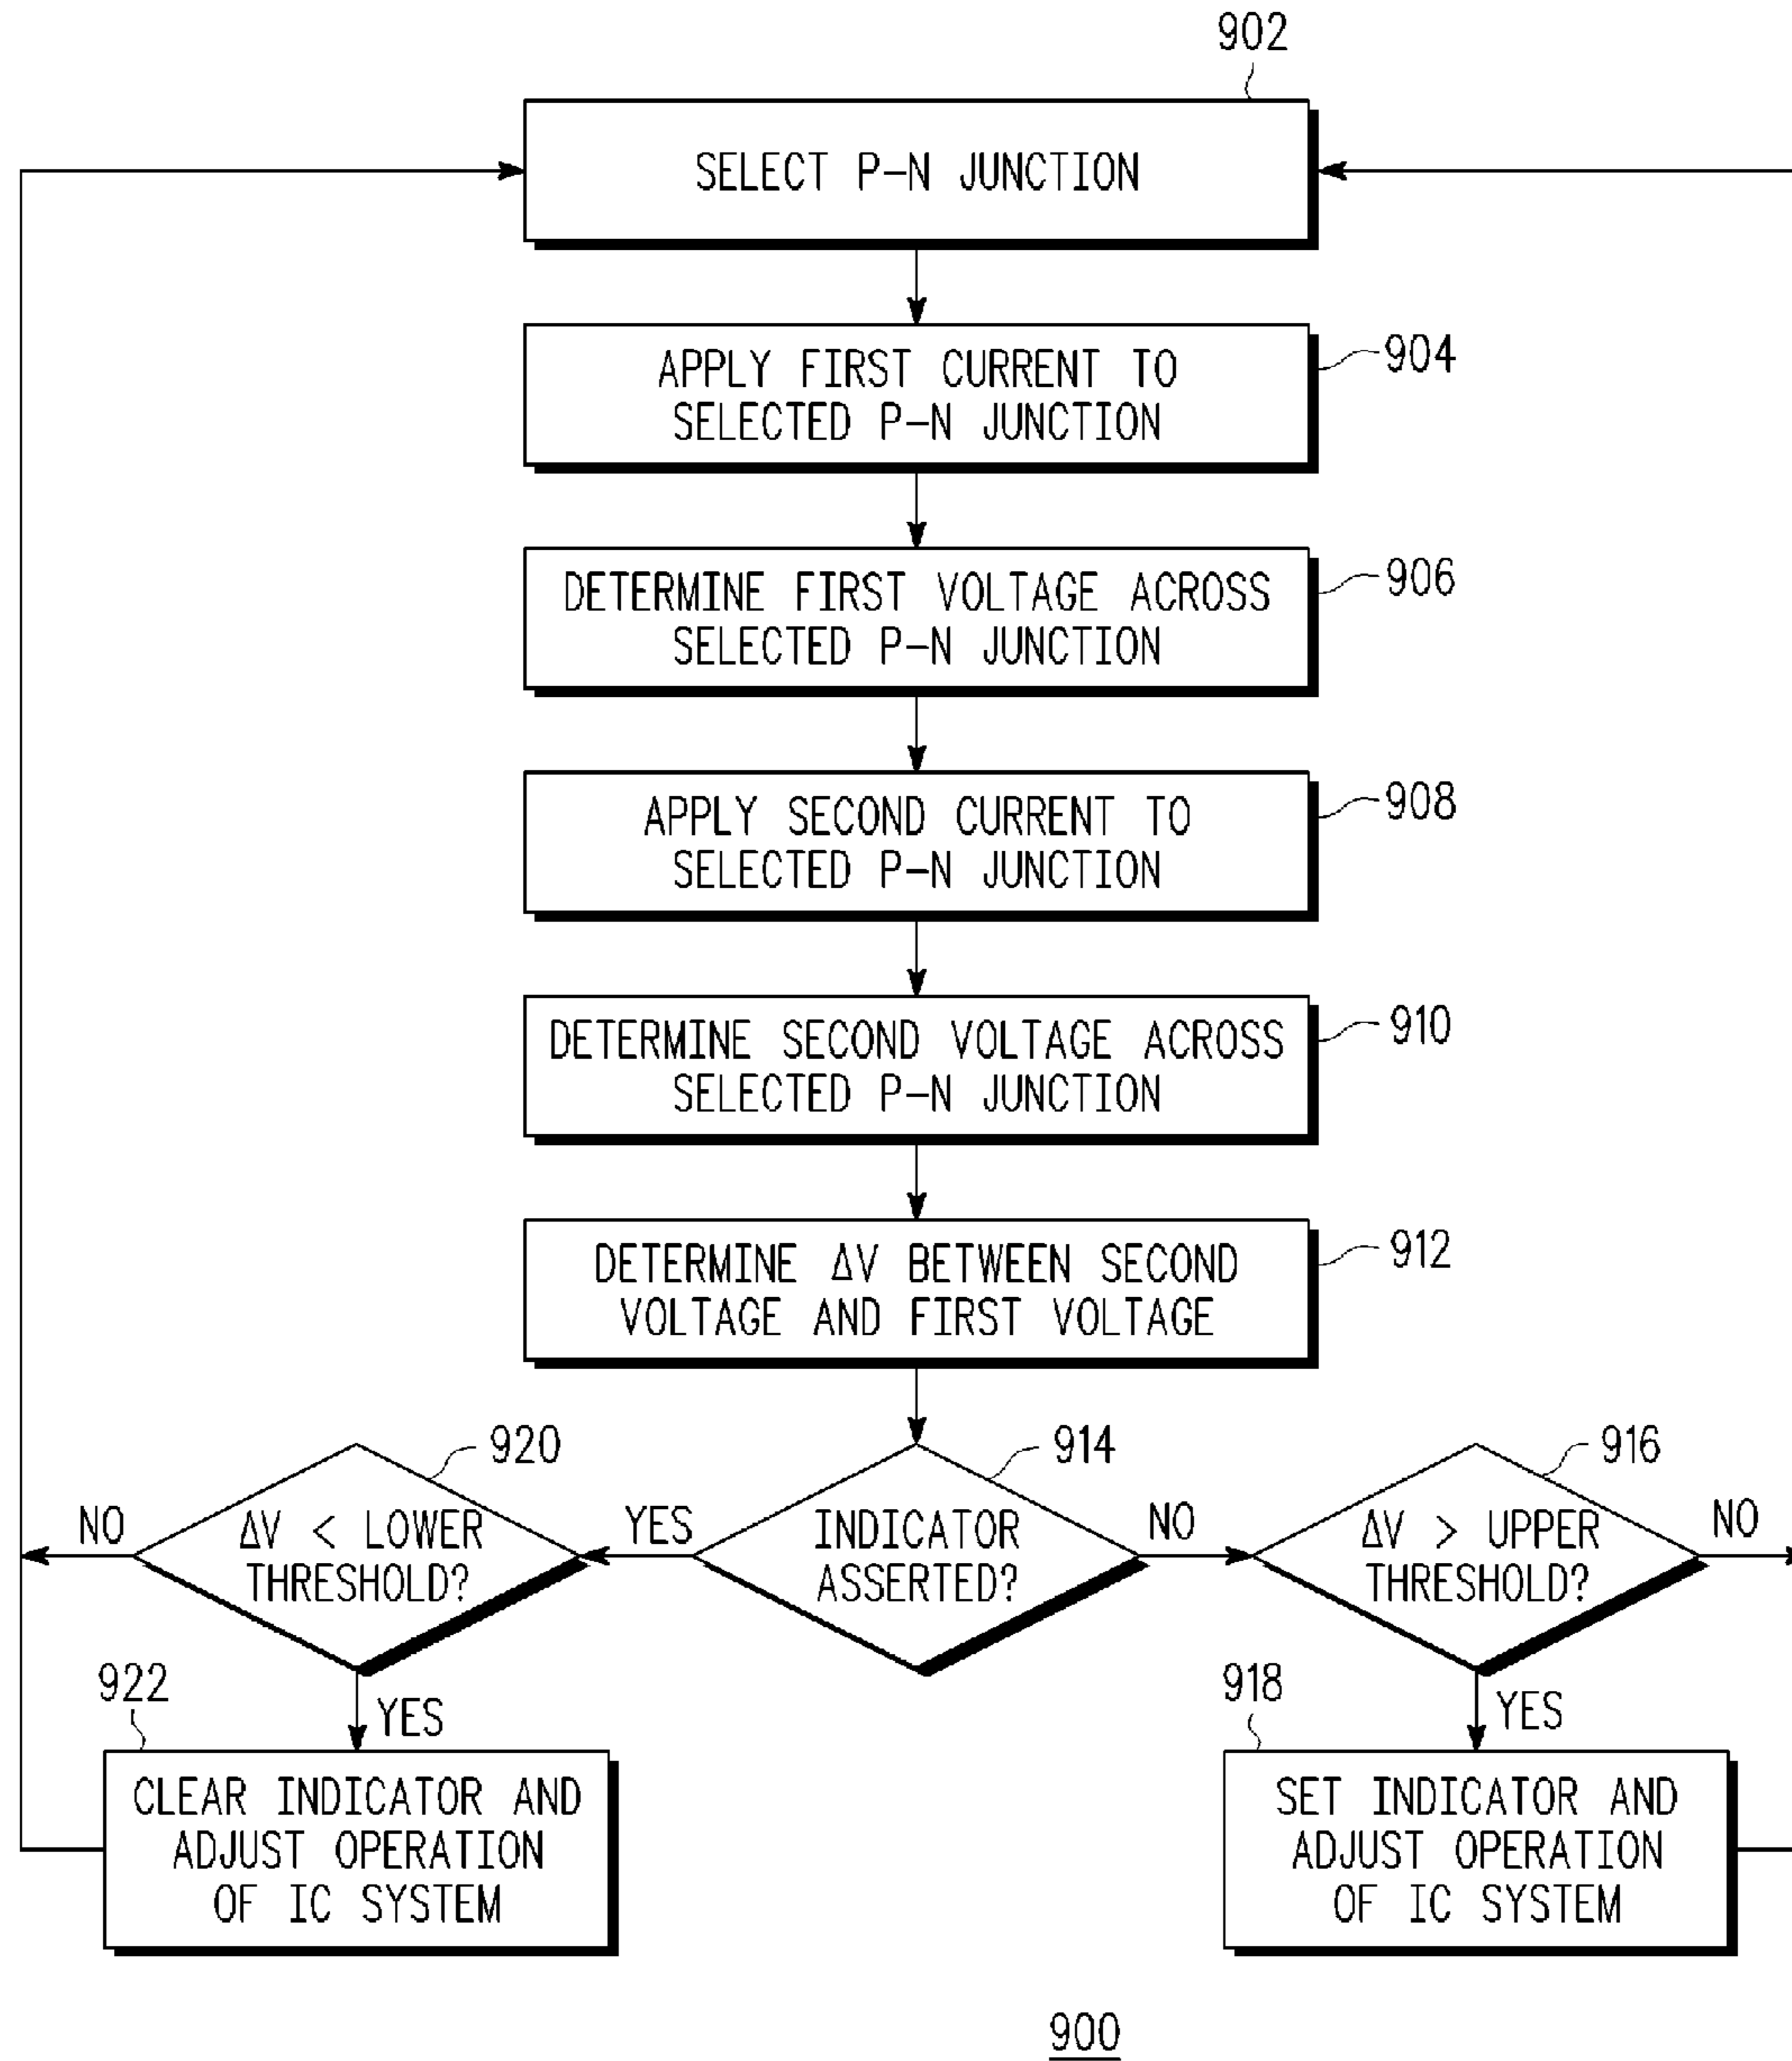 902
SELECT P-N JUNCTION
APPLY FIRST CURRENT TO
SELECTED P-N JUNCTION
904
DETERMINE FIRST VOLTAGE ACROSS
SELECTED P-N JUNCTION
906
APPLY SECOND CURRENT TO
SELECTED P-N JUNCTION
908
DETERMINE SECOND VOLTAGE ACROSS
SELECTED P-N JUNCTION
910
DETERMINE ΔV BETWEEN SECOND
VOLTAGE AND FIRST VOLTAGE
912
920
914
916
NO
ΔV < LOWER
THRESHOLD?
YES
INDICATOR
ASSERTED?
NO
ΔV > UPPER
THRESHOLD?
NO
922
YES
918
YES
CLEAR INDICATOR AND
ADJUST OPERATION
OF IC SYSTEM
SET INDICATOR AND
ADJUST OPERATION
OF IC SYSTEM
900